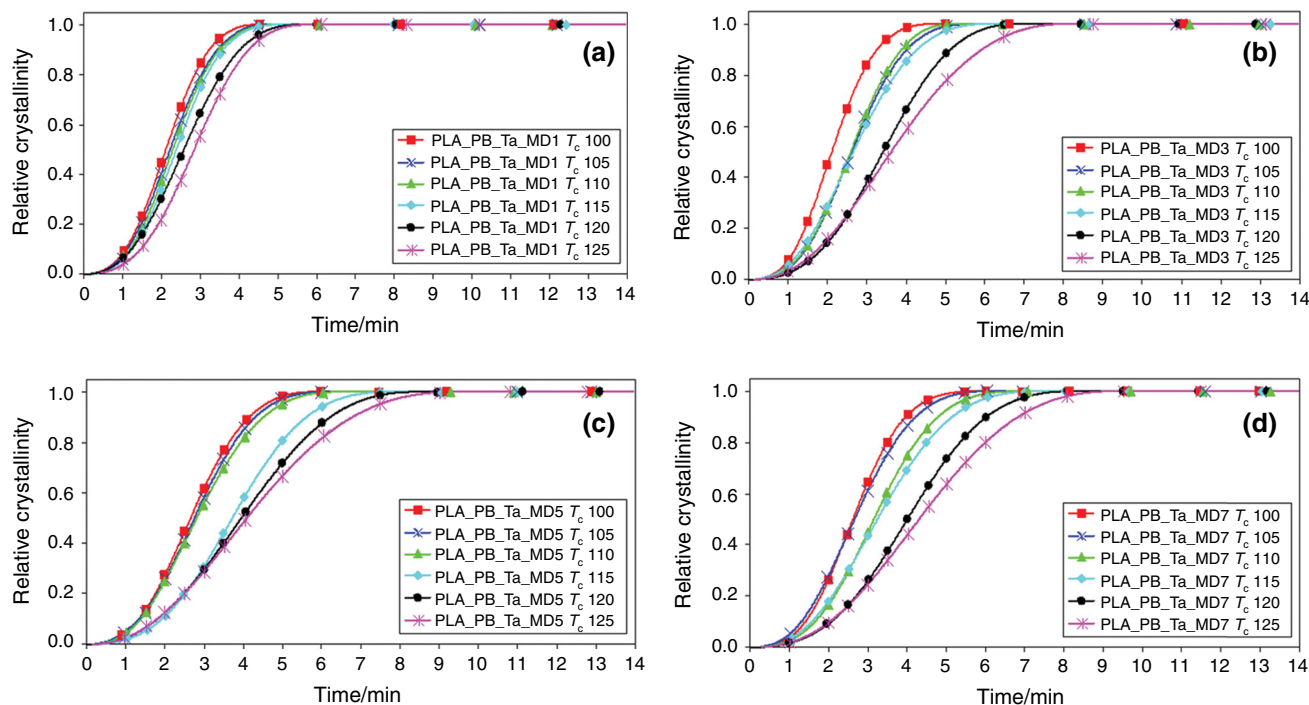 (a)
Relative crystallinity
1.0
0.8
0.6
0.4
0.2
0.0
PLA_PB_Ta_MD1 Tc 100
PLA_PB_Ta_MD1 Tc 105
PLA_PB_Ta_MD1 Tc 110
PLA_PB_Ta_MD1 Tc 115
PLA_PB_Ta_MD1 Tc 120
PLA_PB_Ta_MD1 Tc 125
0 1 2 3 4 5 6 7 8 9 10 11 12 13 14
Time/min
(b)
Relative crystallinity
1.0
0.8
0.6
0.4
0.2
0.0
PLA_PB_Ta_MD3 Tc 100
PLA_PB_Ta_MD3 Tc 105
PLA_PB_Ta_MD3 Tc 110
PLA_PB_Ta_MD3 Tc 115
PLA_PB_Ta_MD3 Tc 120
PLA_PB_Ta_MD3 Tc 125
0 1 2 3 4 5 6 7 8 9 10 11 12 13 14
Time/min
(c)
Relative crystallinity
1.0
0.8
0.6
0.4
0.2
0.0
PLA_PB_Ta_MD5 Tc 100
PLA_PB_Ta_MD5 Tc 105
PLA_PB_Ta_MD5 Tc 110
PLA_PB_Ta_MD5 Tc 115
PLA_PB_Ta_MD5 Tc 120
PLA_PB_Ta_MD5 Tc 125
0 1 2 3 4 5 6 7 8 9 10 11 12 13 14
Time/min
(d)
Relative crystallinity
1.0
0.8
0.6
0.4
0.2
0.0
PLA_PB_Ta_MD7 Tc 100
PLA_PB_Ta_MD7 Tc 105
PLA_PB_Ta_MD7 Tc 110
PLA_PB_Ta_MD7 Tc 115
PLA_PB_Ta_MD7 Tc 120
PLA_PB_Ta_MD7 Tc 125
0 1 2 3 4 5 6 7 8 9 10 11 12 13 14
Time/min